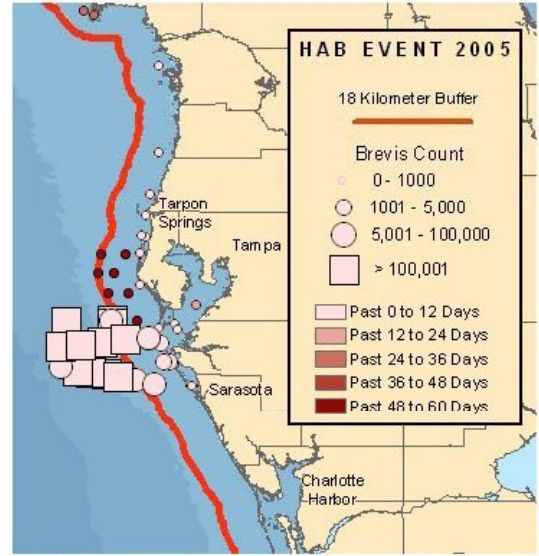 HAB EVENT 2005
18 Kilometer Buffer
Brevis Count
0 - 1000
1001 - 5,000
5,001 - 100,000
> 100,001
Past 0 to 12 Days
Past 12 to 24 Days
Past 24 to 36 Days
Past 36 to 48 Days
Past 48 to 60 Days
Tarpon
Springs
Tampa
Sarasota
Charlotte
Harbor